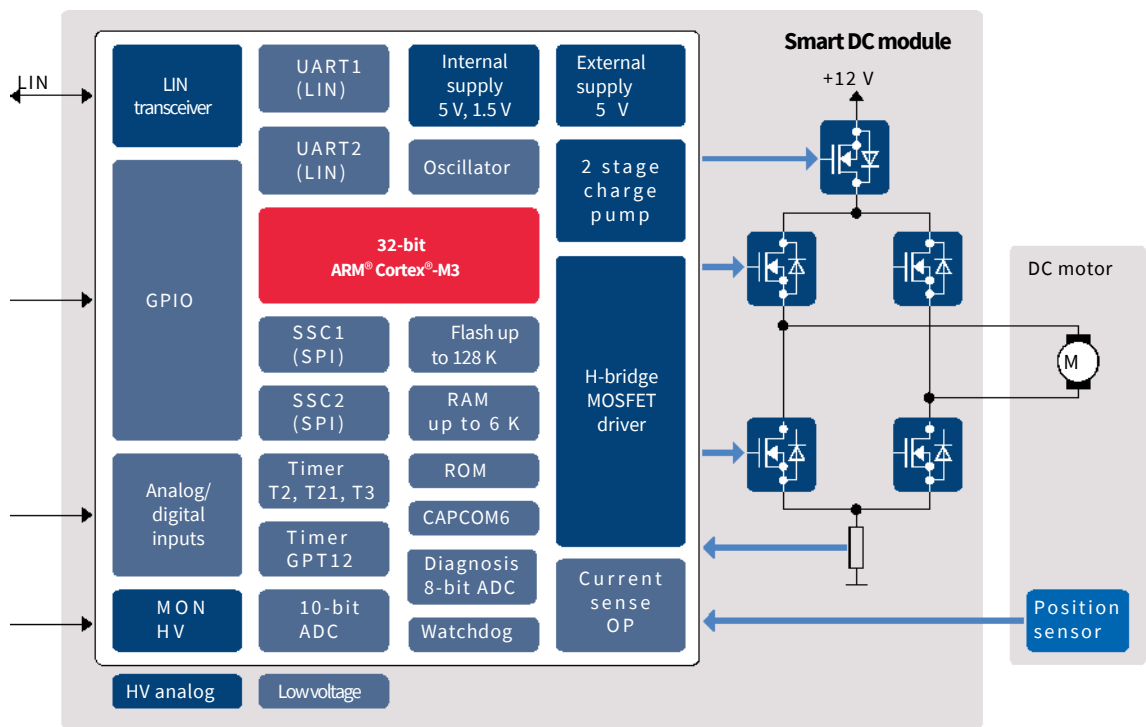 Smart DC module
+12 V
LIN
LIN
transceiver
UART1
(LIN)
Internal
supply
5 V, 1.5 V
External
supply
5 V
UART2
(LIN)
Oscillator
2 stage
charge
pump
GPIO
32-bit
ARM® Cortex®-M3
SSC1
(SPI)
Flash up
to 128 K
H-bridge
MOSFET
driver
SSC2
(SPI)
RAM
up to 6 K
Analog/
digital
inputs
Timer
T2, T21, T3
ROM
CAPCOM6
Timer
GPT12
Diagnosis
8-bit ADC
Current
sense
OP
MON
HV
10-bit
ADC
Watchdog
DC motor
M
Position
sensor
HV analog
Low voltage